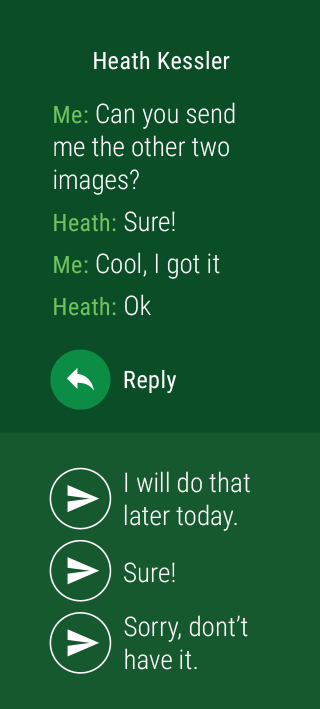 Heath Kessler
Me: Can you send
me the other two
images?
Heath: Sure!
Me: Cool, I got it
Heath: Ok
Reply
I will do that
later today.
Sure!
Sorry, dont’t
have it.